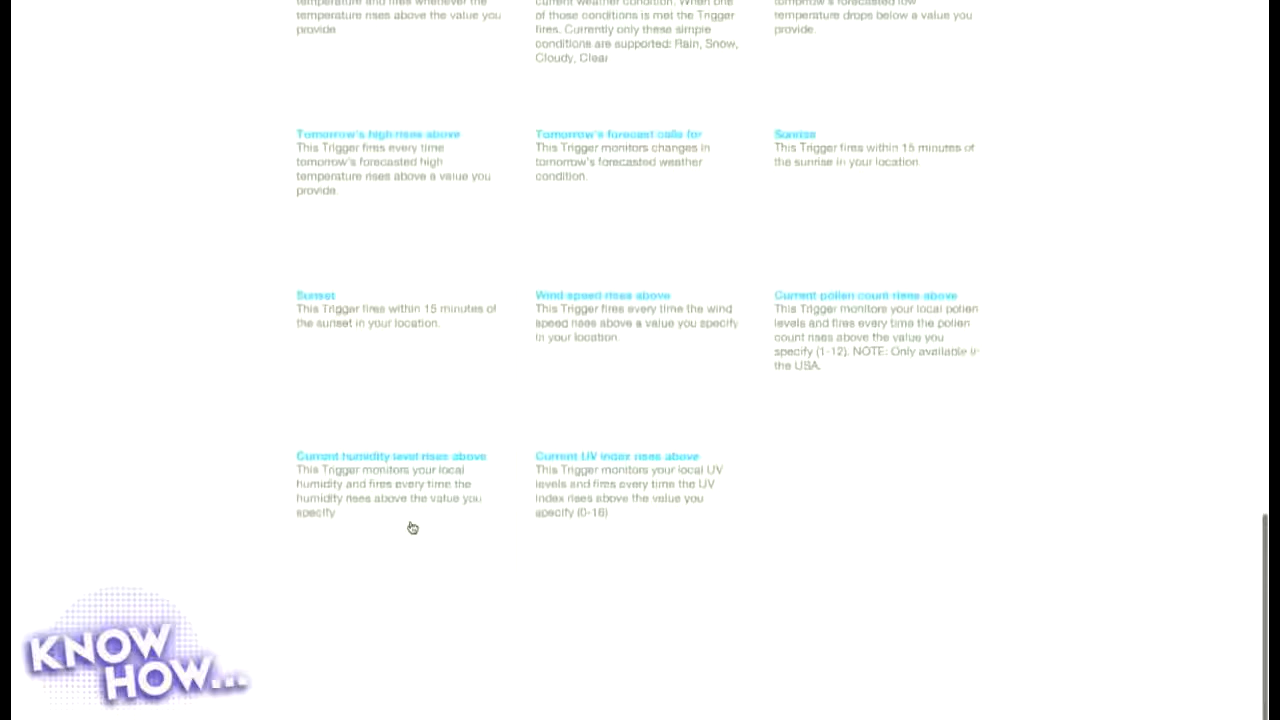 temperature and fires whenever the
temperature rises above the value you
provide
current weather condition. When one
of those conditions is met the Trigger
fires. Currently only these simple
conditions are supported: Rain, Snow,
Cloudy, Clear
tomorrow's forecasted low
temperature drops below a value you
provide.
Tomorrow's high rises above
This Trigger fires every time
tomorrow's forecasted high
temperature rises above a value you
provide.
Tomorrow's forecast calls for
This Trigger monitors changes in
tomorrow's forecasted weather
condition.
Sunrise
This Trigger fires within 15 minutes of
the sunrise in your location.
Sunset
This Trigger fires within 15 minutes of
the sunset in your location.
Wind speed rises above
This Trigger fires every time the wind
speed rises above a value you specify
in your location.
Current pollen count rises above
This Trigger monitors your local pollen
levels and fires every time the pollen
count rises above the value you
specify (1-12). NOTE: Only available in
the USA.
Current humidity level rises above
This Trigger monitors your local
humidity and fires every time the
humidity rises above the value you
specify
Current UV index rises above
This Trigger monitors your local UV
levels and fires every time the UV
index rises above the value you
specify (0-16)
KNOW
HOW...